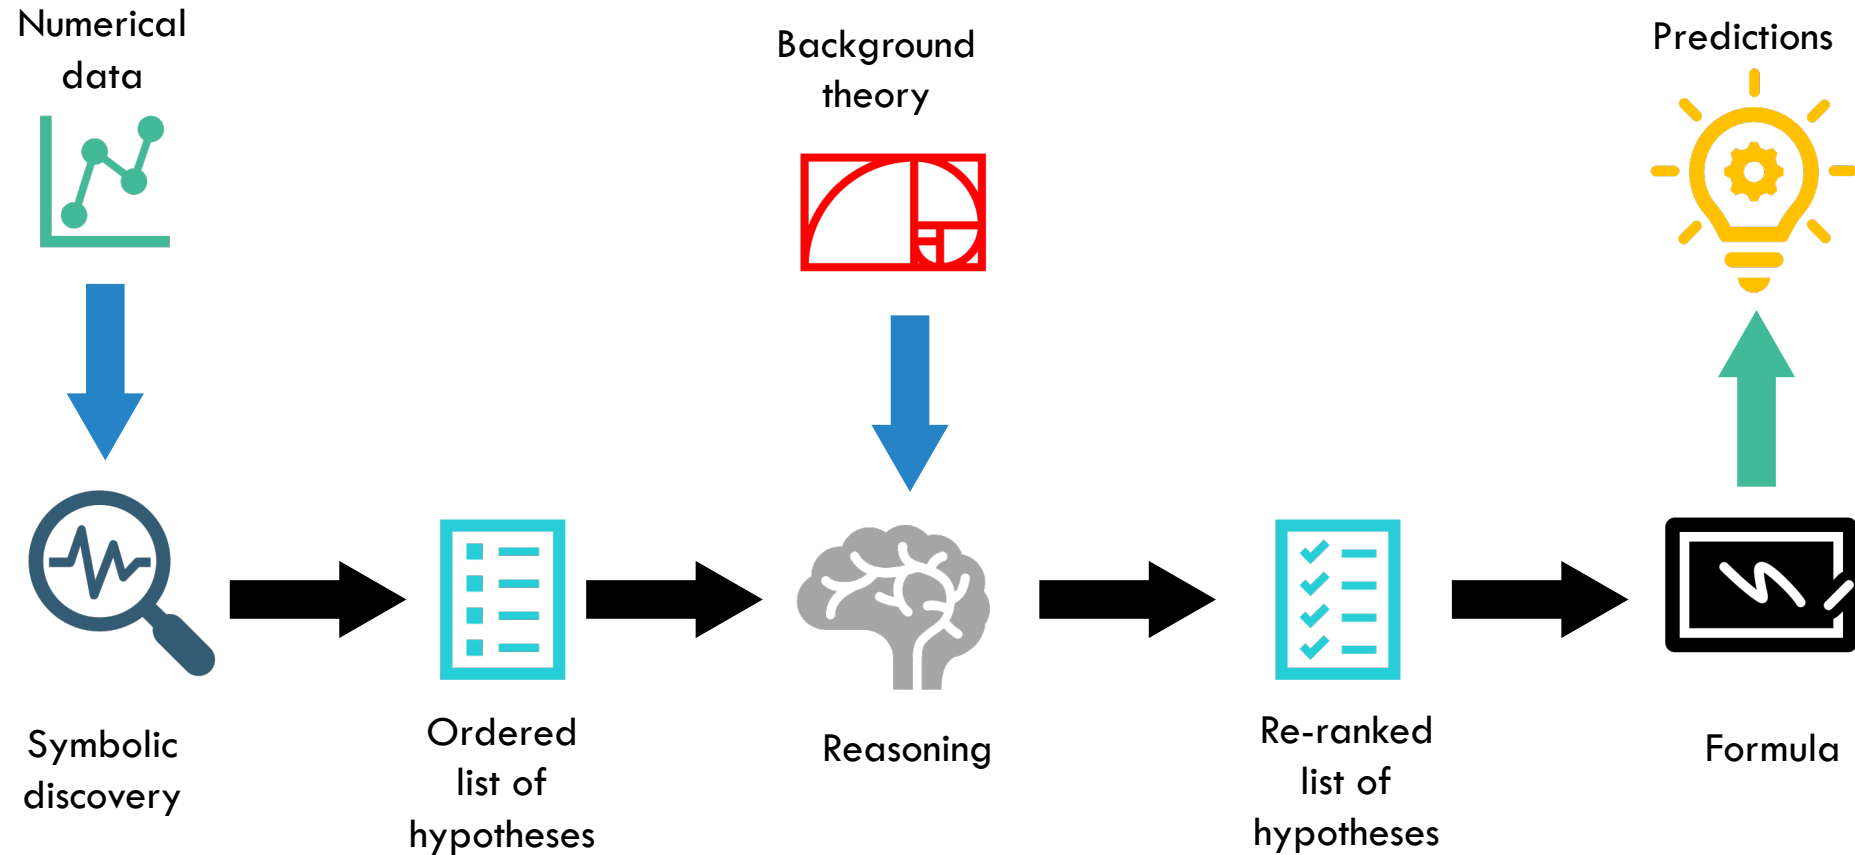 Numerical
data
Background
theory
Predictions
Symbolic
discovery
Ordered
list of
hypotheses
Reasoning
Re-ranked
list of
hypotheses
Formula